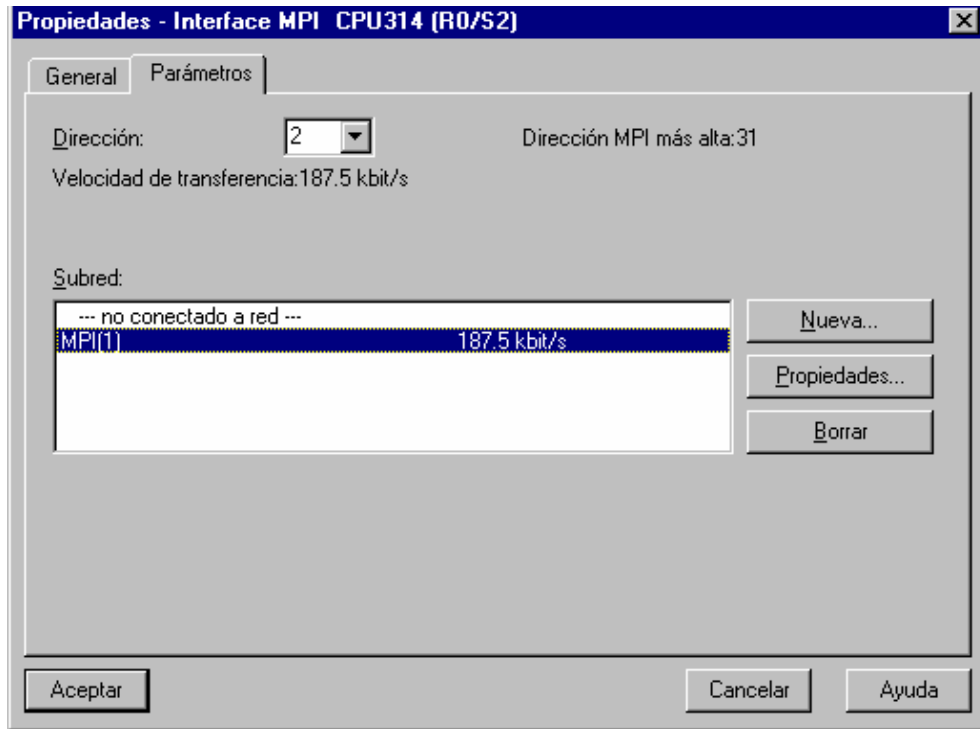 Propiedades - Interface MPI CPU314 (R0/S2)
General Parámetros
Dirección: 2 Dirección MPI más alta:31
Velocidad de transferencia:187.5 kbit/s
Subred:
--- no conectado a red ---
MPI(1) 187.5 kbit/s
Nueva...
Propiedades...
Borrar
Aceptar Cancelar Ayuda